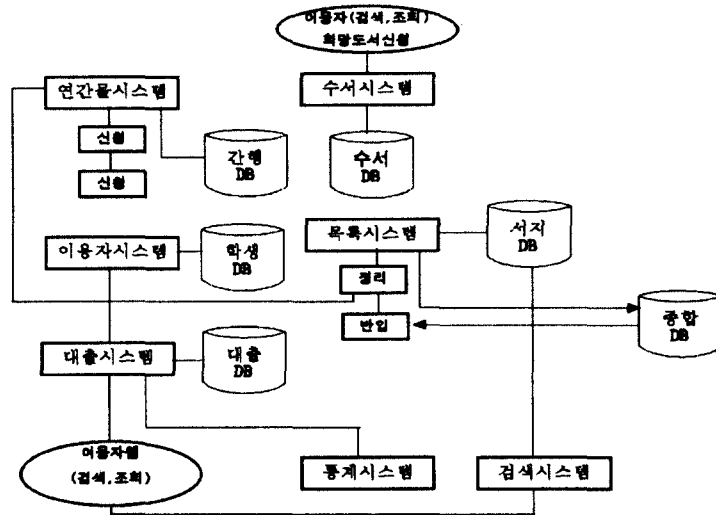 이용자(검색,조회)
희망도서신청
연간물시스템
수서시스템
신청
신청
간행
DB
수서
DB
이용자시스템
학생
DB
목록시스템
서지
DB
정리
반입
종합
DB
대출시스템
대출
DB
(검색,조회)
통계시스템
검색시스템